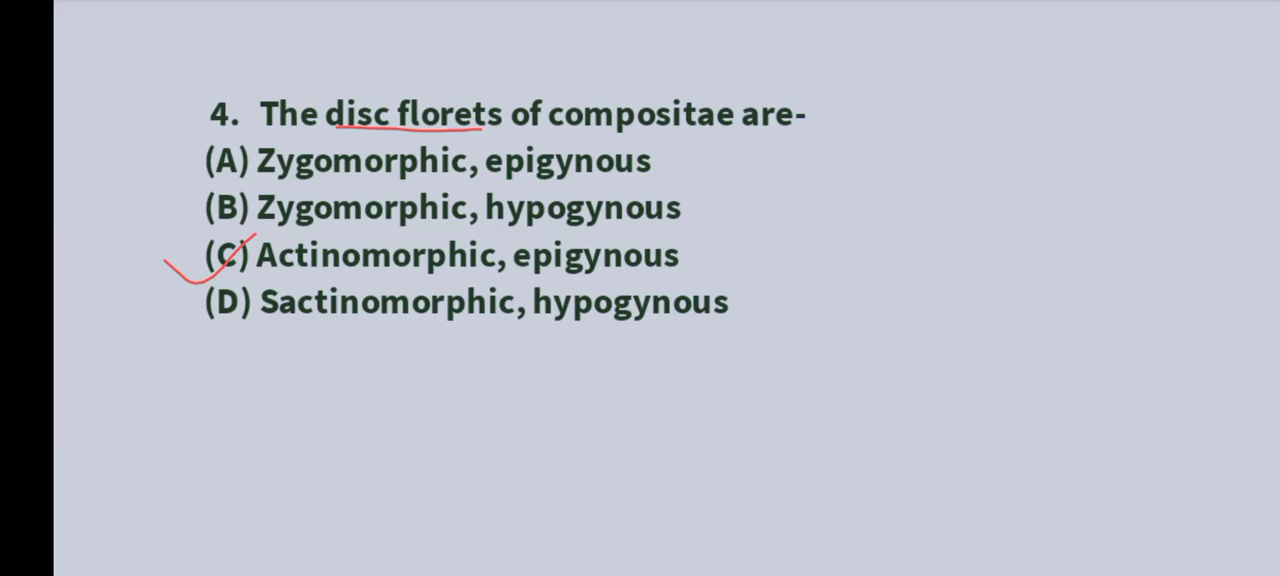 4. The disc florets of compositae are-
(A) Zygomorphic, epigynous
(B) Zygomorphic, hypogynous
(C) Actinomorphic, epigynous
(D) Sactinomorphic, hypogynous